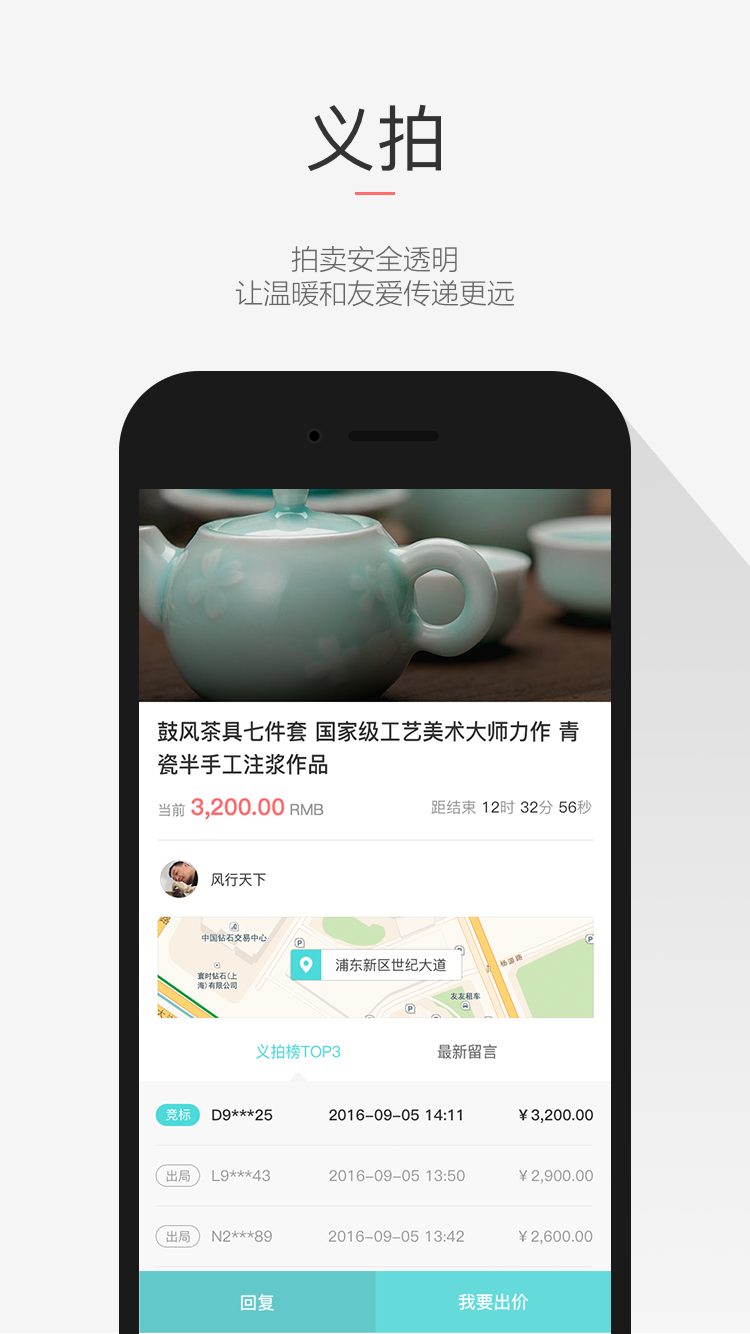 义拍
拍卖安全透明
让温暖和友爱传递更远
鼓风茶具七件套 国家级工艺美术大师力作 青
瓷半手工注浆作品
当前 3,200.00 RMB
距结束 12时 32分 56秒
风行天下
中国钻石交易中心
P
P
浦东新区世纪大道
杨源路
寰时钻石(上
海)有限公司
友友租车
P
义拍榜TOP3
最新留言
竞标 D9***25 2016-09-05 14:11 ¥3,200.00
出局 L9***43 2016-09-05 13:50 ¥2,900.00
出局 N2***89 2016-09-05 13:42 ¥2,600.00
回复
我要出价